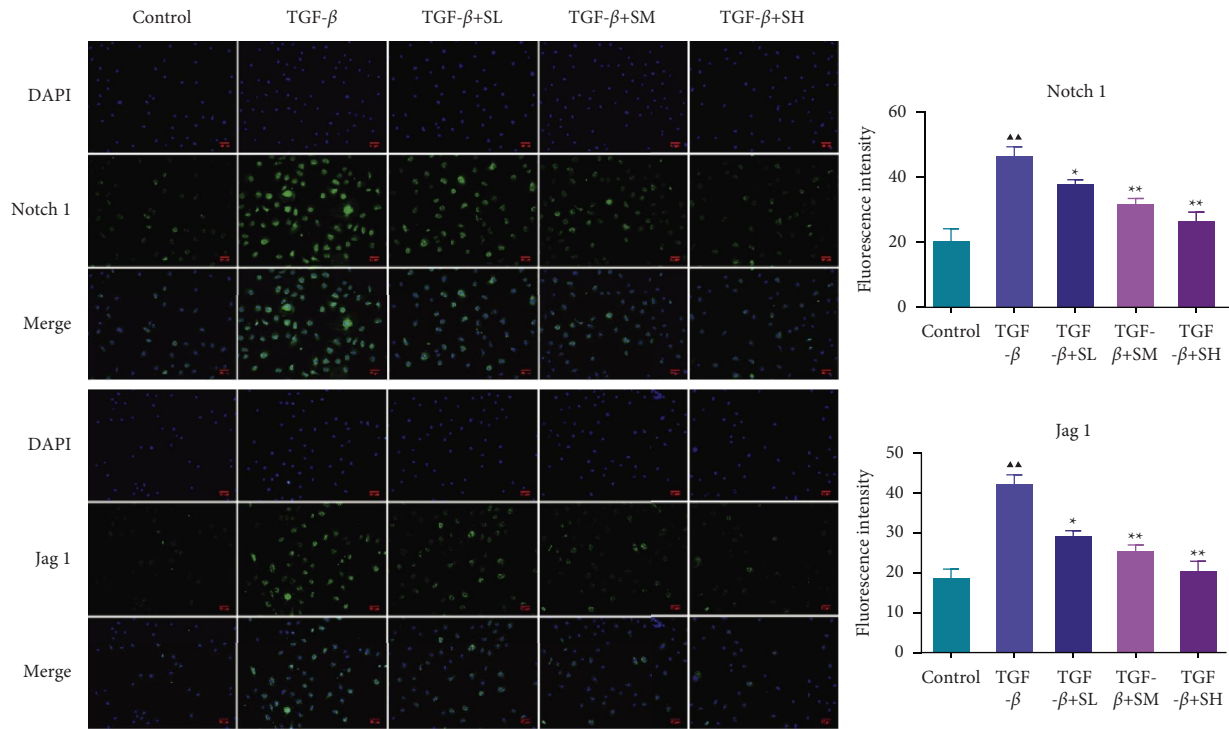 Control TGF-β TGF-β+SL TGF-β+SM TGF-β+SH
DAPI
Notch 1
Merge
DAPI
Jag 1
Merge
Notch 1
Fluorescence intensity
60
40
20
0
▲▲
*
**
**
Control
TGF
-β
TGF
-β+SL
TGF-
β+SM
TGF
-β+SH
Jag 1
Fluorescence intensity
50
40
30
20
10
0
▲▲
*
**
**
Control
TGF
-β
TGF
-β+SL
TGF-
β+SM
TGF
-β+SH